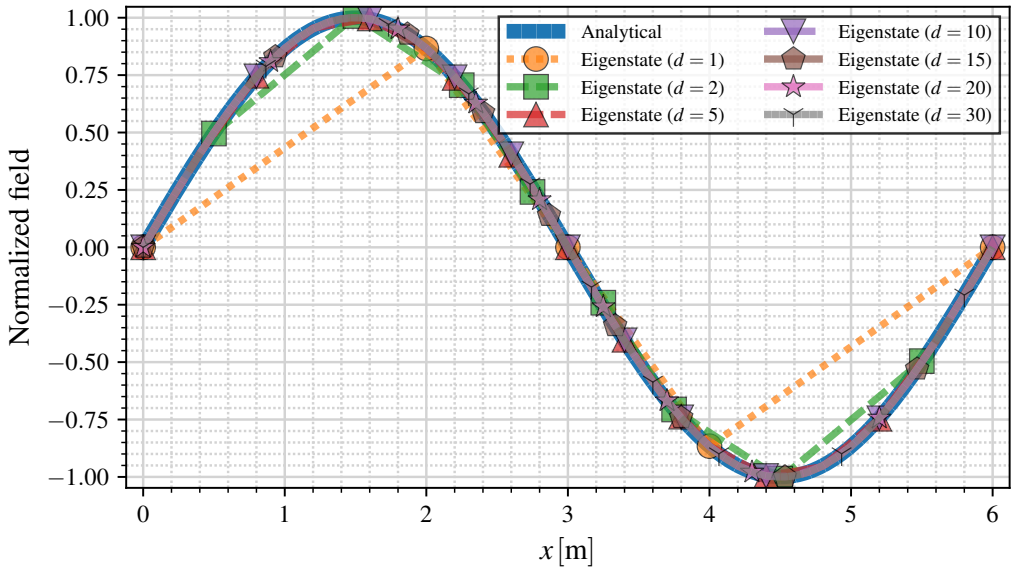 1.00
0.75
0.50
0.25
0.00
−0.25
−0.50
−0.75
−1.00
Normalized field
0 1 2 3 4 5 6
x [m]
Analytical
Eigenstate (d = 1)
Eigenstate (d = 2)
Eigenstate (d = 5)
Eigenstate (d = 10)
Eigenstate (d = 15)
Eigenstate (d = 20)
Eigenstate (d = 30)